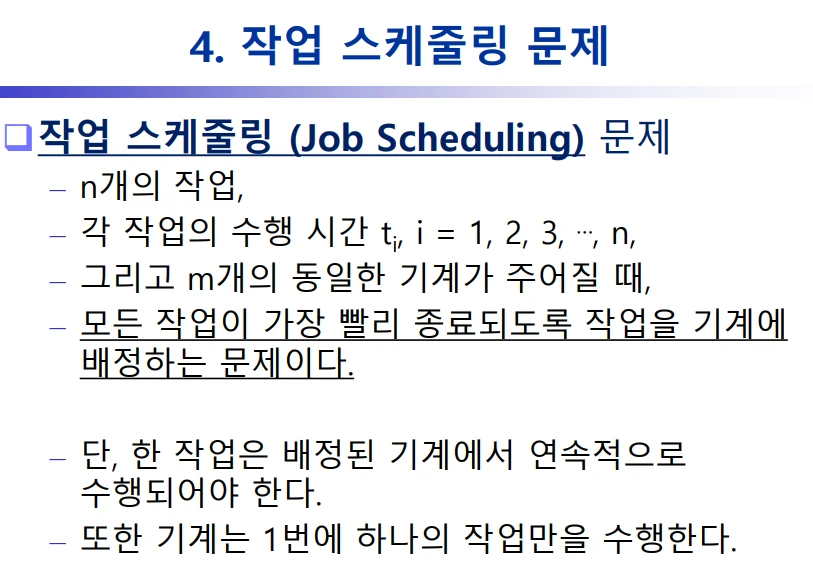 4. 작업 스케줄링 문제
작업 스케줄링 (Job Scheduling) 문제
– n개의 작업,
– 각 작업의 수행 시간 ti, i = 1, 2, 3, …, n,
– 그리고 m개의 동일한 기계가 주어질 때,
– 모든 작업이 가장 빨리 종료되도록 작업을 기계에
배정하는 문제이다.
– 단, 한 작업은 배정된 기계에서 연속적으로
수행되어야 한다.
– 또한 기계는 1번에 하나의 작업만을 수행한다.